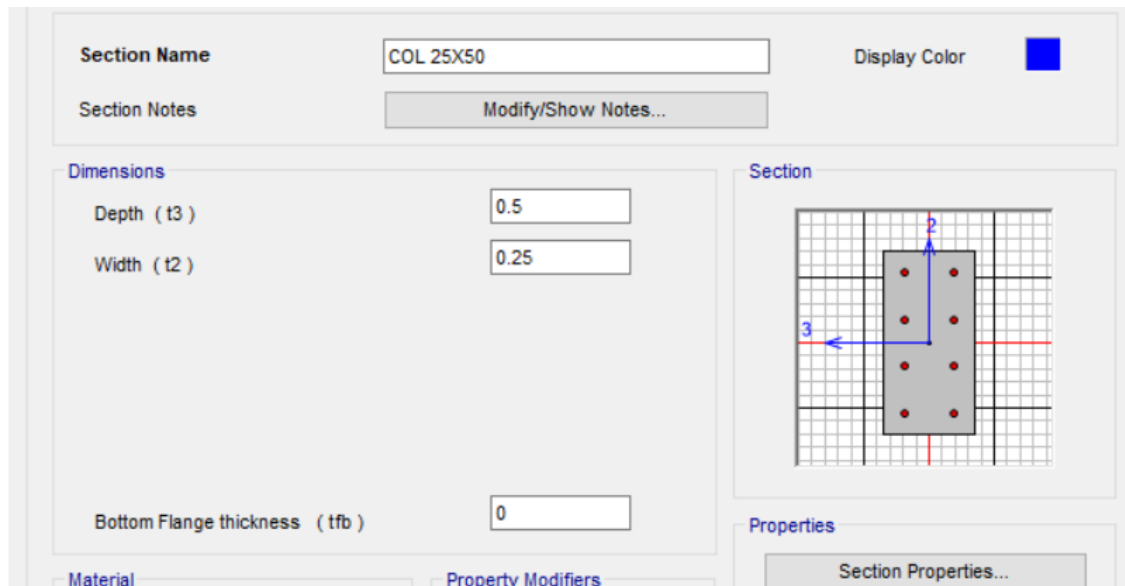 Section Name
COL 25X50
Display Color
Section Notes
Modify/Show Notes...
Dimensions
Depth ( t3 )
0.5
Width ( t2 )
0.25
Bottom Flange thickness ( tfb )
0
Section
2
3
Properties
Section Properties...
Material
Property Modifiers